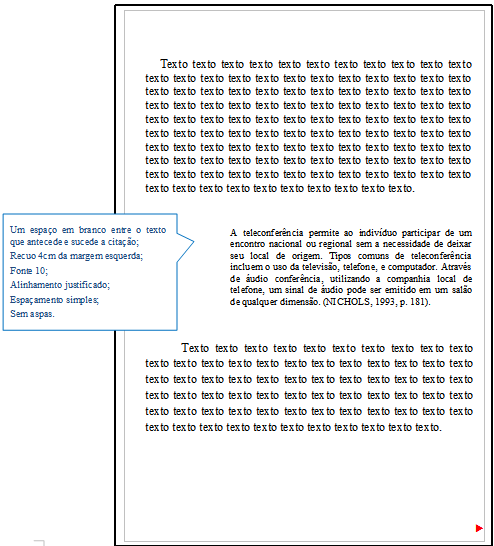 Texto texto texto texto texto texto texto texto texto texto texto
texto texto texto texto texto texto texto texto texto texto texto texto
texto texto texto texto texto texto texto texto texto texto texto texto
texto texto texto texto texto texto texto texto texto texto texto texto
texto texto texto texto texto texto texto texto texto texto texto texto
texto texto texto texto texto texto texto texto texto texto texto texto
texto texto texto texto texto texto texto texto texto texto texto texto
texto texto texto texto texto texto texto texto texto texto texto texto
texto texto texto texto texto texto texto texto texto texto texto texto
texto texto texto texto texto texto texto texto texto texto.
Um espaço em branco entre o texto
que antecede e sucede a citação;
Recuo 4cm da margem esquerda;
Fonte 10;
Alinhamento justificado;
Espaçamento simples;
Sem aspas.
A teleconferência permite ao indivíduo participar de um
encontro nacional ou regional sem a necessidade de deixar
seu local de origem. Tipos comuns de teleconferência
incluem o uso da televisão, telefone, e computador. Através
de áudio conferência, utilizando a companhia local de
telefone, um sinal de áudio pode ser emitido em um salão
de qualquer dimensão. (NICHOLS, 1993, p. 181).
Texto texto texto texto texto texto texto texto texto texto
texto texto texto texto texto texto texto texto texto texto texto texto
texto texto texto texto texto texto texto texto texto texto texto texto
texto texto texto texto texto texto texto texto texto texto texto texto
texto texto texto texto texto texto texto texto texto texto texto texto
texto texto texto texto texto texto texto texto texto texto texto.